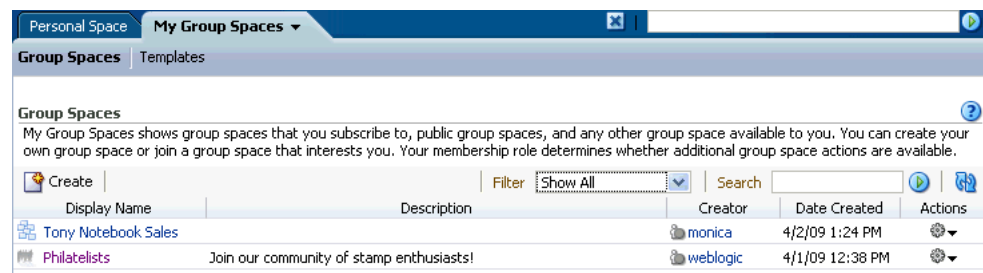 Personal Space My Group Spaces
Group Spaces Templates
Group Spaces
My Group Spaces shows group spaces that you subscribe to, public group spaces, and any other group space available to you. You can create your
own group space or join a group space that interests you. Your membership role determines whether additional group space actions are available.
Create Filter Show All Search
Display Name Description Creator Date Created Actions
Tony Notebook Sales monica 4/2/09 1:24 PM
Philatelists Join our community of stamp enthusiasts! weblogic 4/1/09 12:38 PM